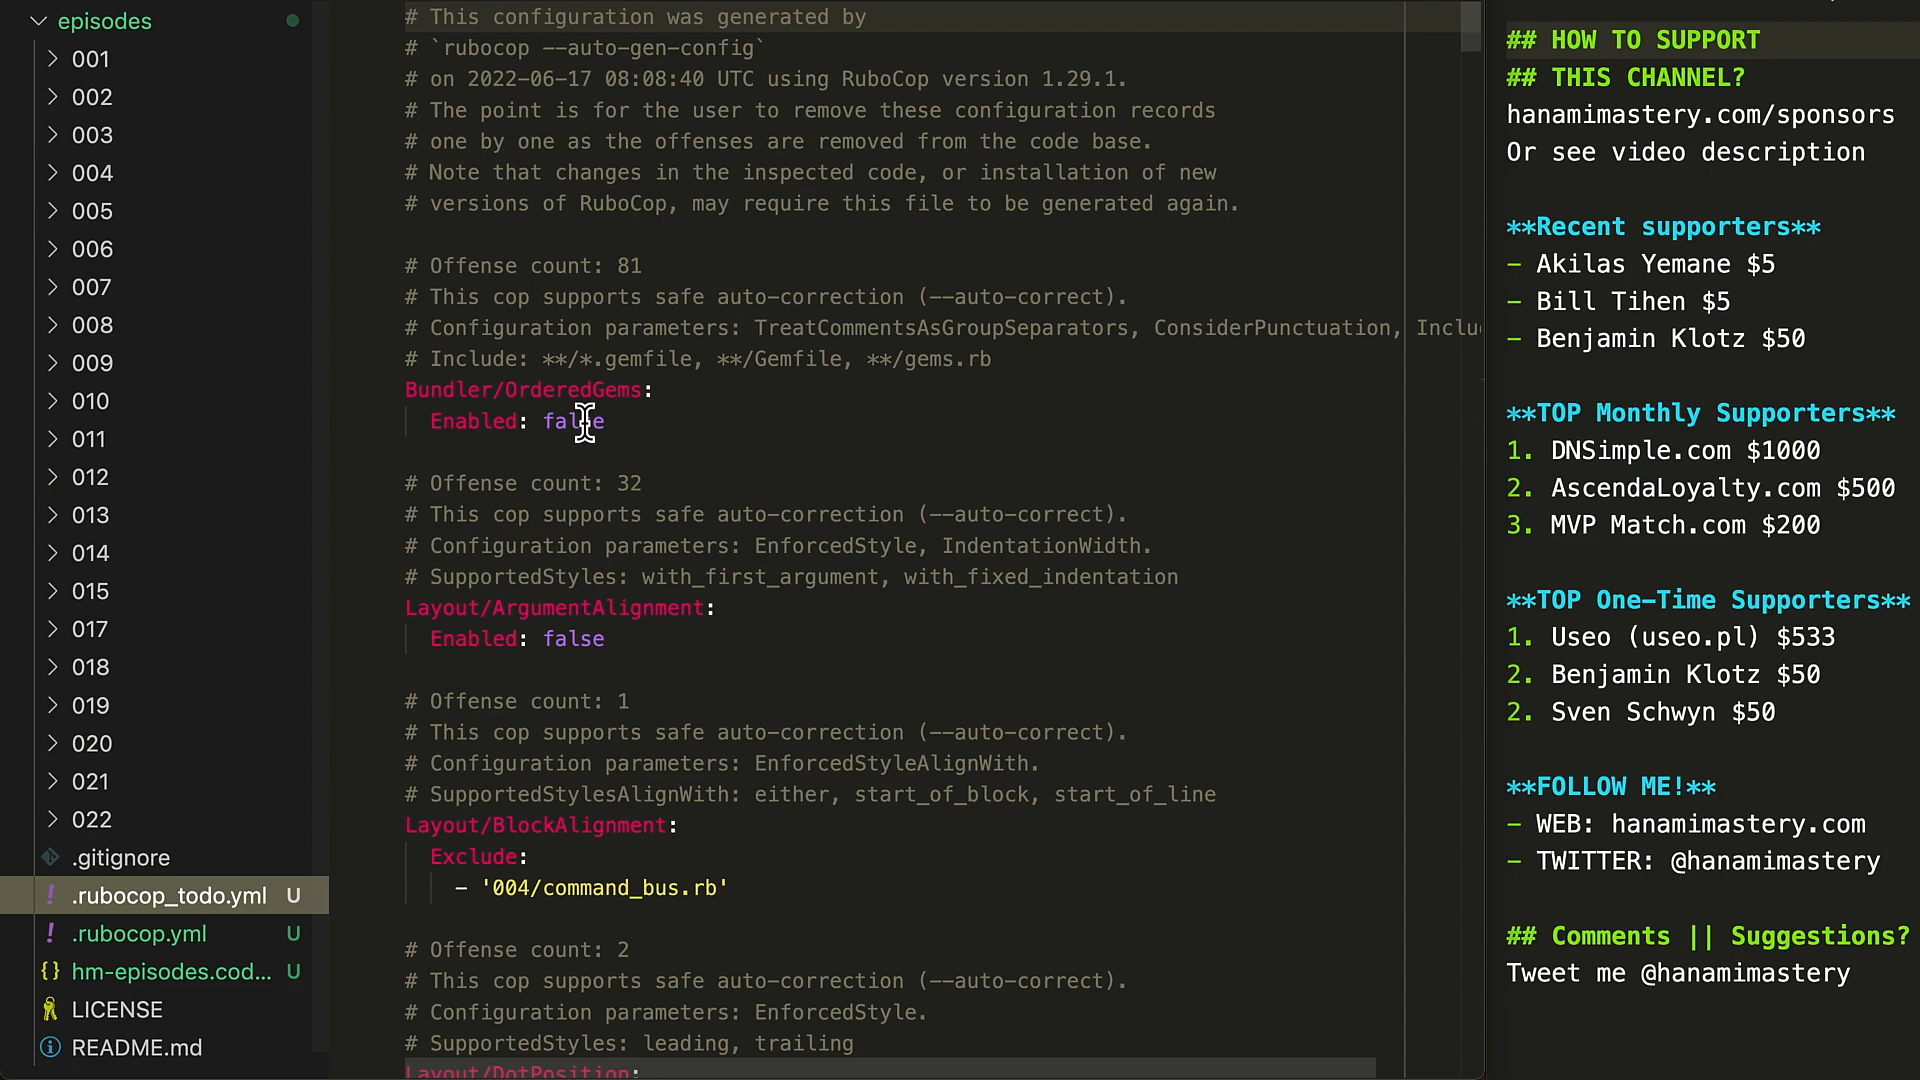 episodes
001
002
003
004
005
006
007
008
009
010
011
012
013
014
015
017
018
019
020
021
022
.gitignore
.rubocop_todo.yml U
.rubocop.yml U
hm-episodes.cod... U
LICENSE
README.md
# This configuration was generated by
# `rubocop --auto-gen-config`
# on 2022-06-17 08:08:40 UTC using RuboCop version 1.29.1.
# The point is for the user to remove these configuration records
# one by one as the offenses are removed from the code base.
# Note that changes in the inspected code, or installation of new
# versions of RuboCop, may require this file to be generated again.
# Offense count: 81
# This cop supports safe auto-correction (--auto-correct).
# Configuration parameters: TreatCommentsAsGroupSeparators, ConsiderPunctuation, Inclu
# Include: **/*.gemfile, **/Gemfile, **/gems.rb
Bundler/OrderedGems:
Enabled: false
# Offense count: 32
# This cop supports safe auto-correction (--auto-correct).
# Configuration parameters: EnforcedStyle, IndentationWidth.
# SupportedStyles: with_first_argument, with_fixed_indentation
Layout/ArgumentAlignment:
Enabled: false
# Offense count: 1
# This cop supports safe auto-correction (--auto-correct).
# Configuration parameters: EnforcedStyleAlignWith.
# SupportedStylesAlignWith: either, start_of_block, start_of_line
Layout/BlockAlignment:
Exclude:
- '004/command_bus.rb'
# Offense count: 2
# This cop supports safe auto-correction (--auto-correct).
# Configuration parameters: EnforcedStyle.
# SupportedStyles: leading, trailing
Layout/DotPosition:
## HOW TO SUPPORT
## THIS CHANNEL?
hanamimastery.com/sponsors
Or see video description
**Recent supporters**
- Akilas Yemane $5
- Bill Tihen $5
- Benjamin Klotz $50
**TOP Monthly Supporters**
1. DNSimple.com $1000
2. AscendaLoyalty.com $500
3. MVP Match.com $200
**TOP One-Time Supporters**
1. Useo (useo.pl) $533
2. Benjamin Klotz $50
2. Sven Schwyn $50
**FOLLOW ME!**
- WEB: hanamimastery.com
- TWITTER: @hanamimastery
## Comments || Suggestions?
Tweet me @hanamimastery